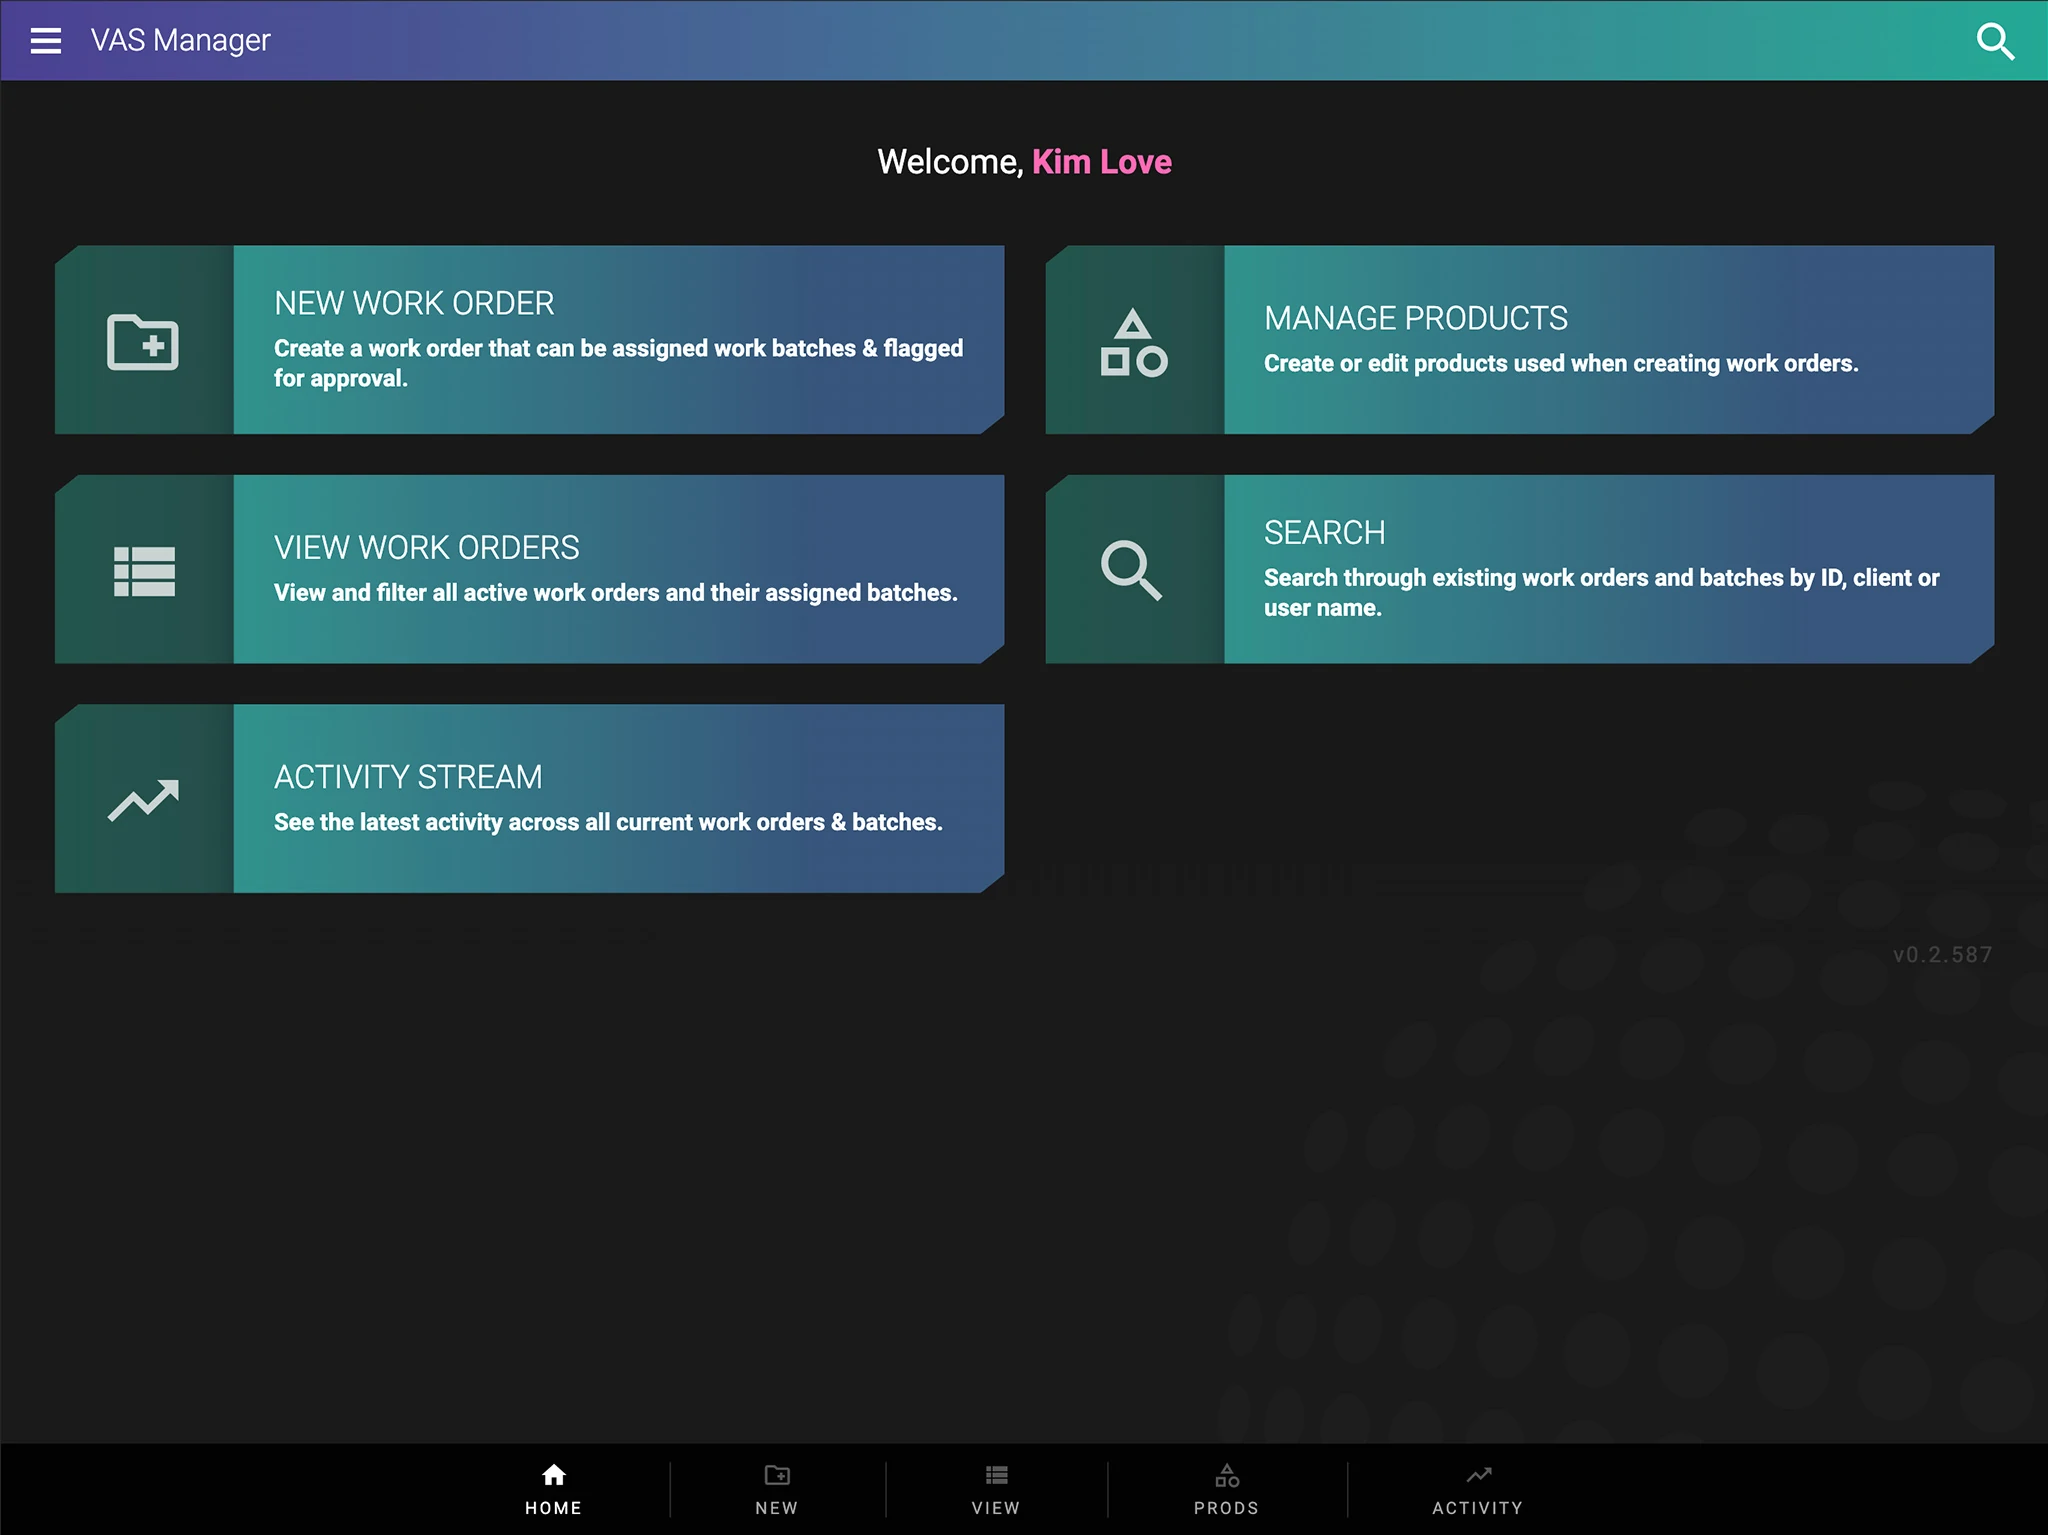 VAS Manager
Welcome, Kim Love
NEW WORK ORDER
Create a work order that can be assigned work batches & flagged
for approval.
MANAGE PRODUCTS
Create or edit products used when creating work orders.
VIEW WORK ORDERS
View and filter all active work orders and their assigned batches.
SEARCH
Search through existing work orders and batches by ID, client or
user name.
ACTIVITY STREAM
See the latest activity across all current work orders & batches.
v0.2.587
HOME
NEW
VIEW
PRODS
ACTIVITY